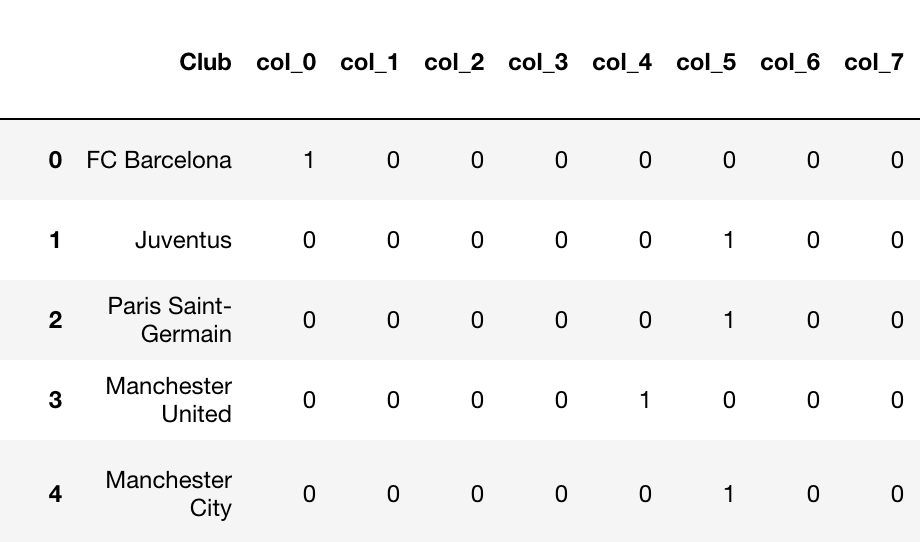 Club col_0 col_1 col_2 col_3 col_4 col_5 col_6 col_7
0 FC Barcelona 1 0 0 0 0 0 0 0
1 Juventus 0 0 0 0 0 1 0 0
2 Paris Saint-
Germain 0 0 0 0 0 1 0 0
3 Manchester
United 0 0 0 0 1 0 0 0
4 Manchester
City 0 0 0 0 0 1 0 0